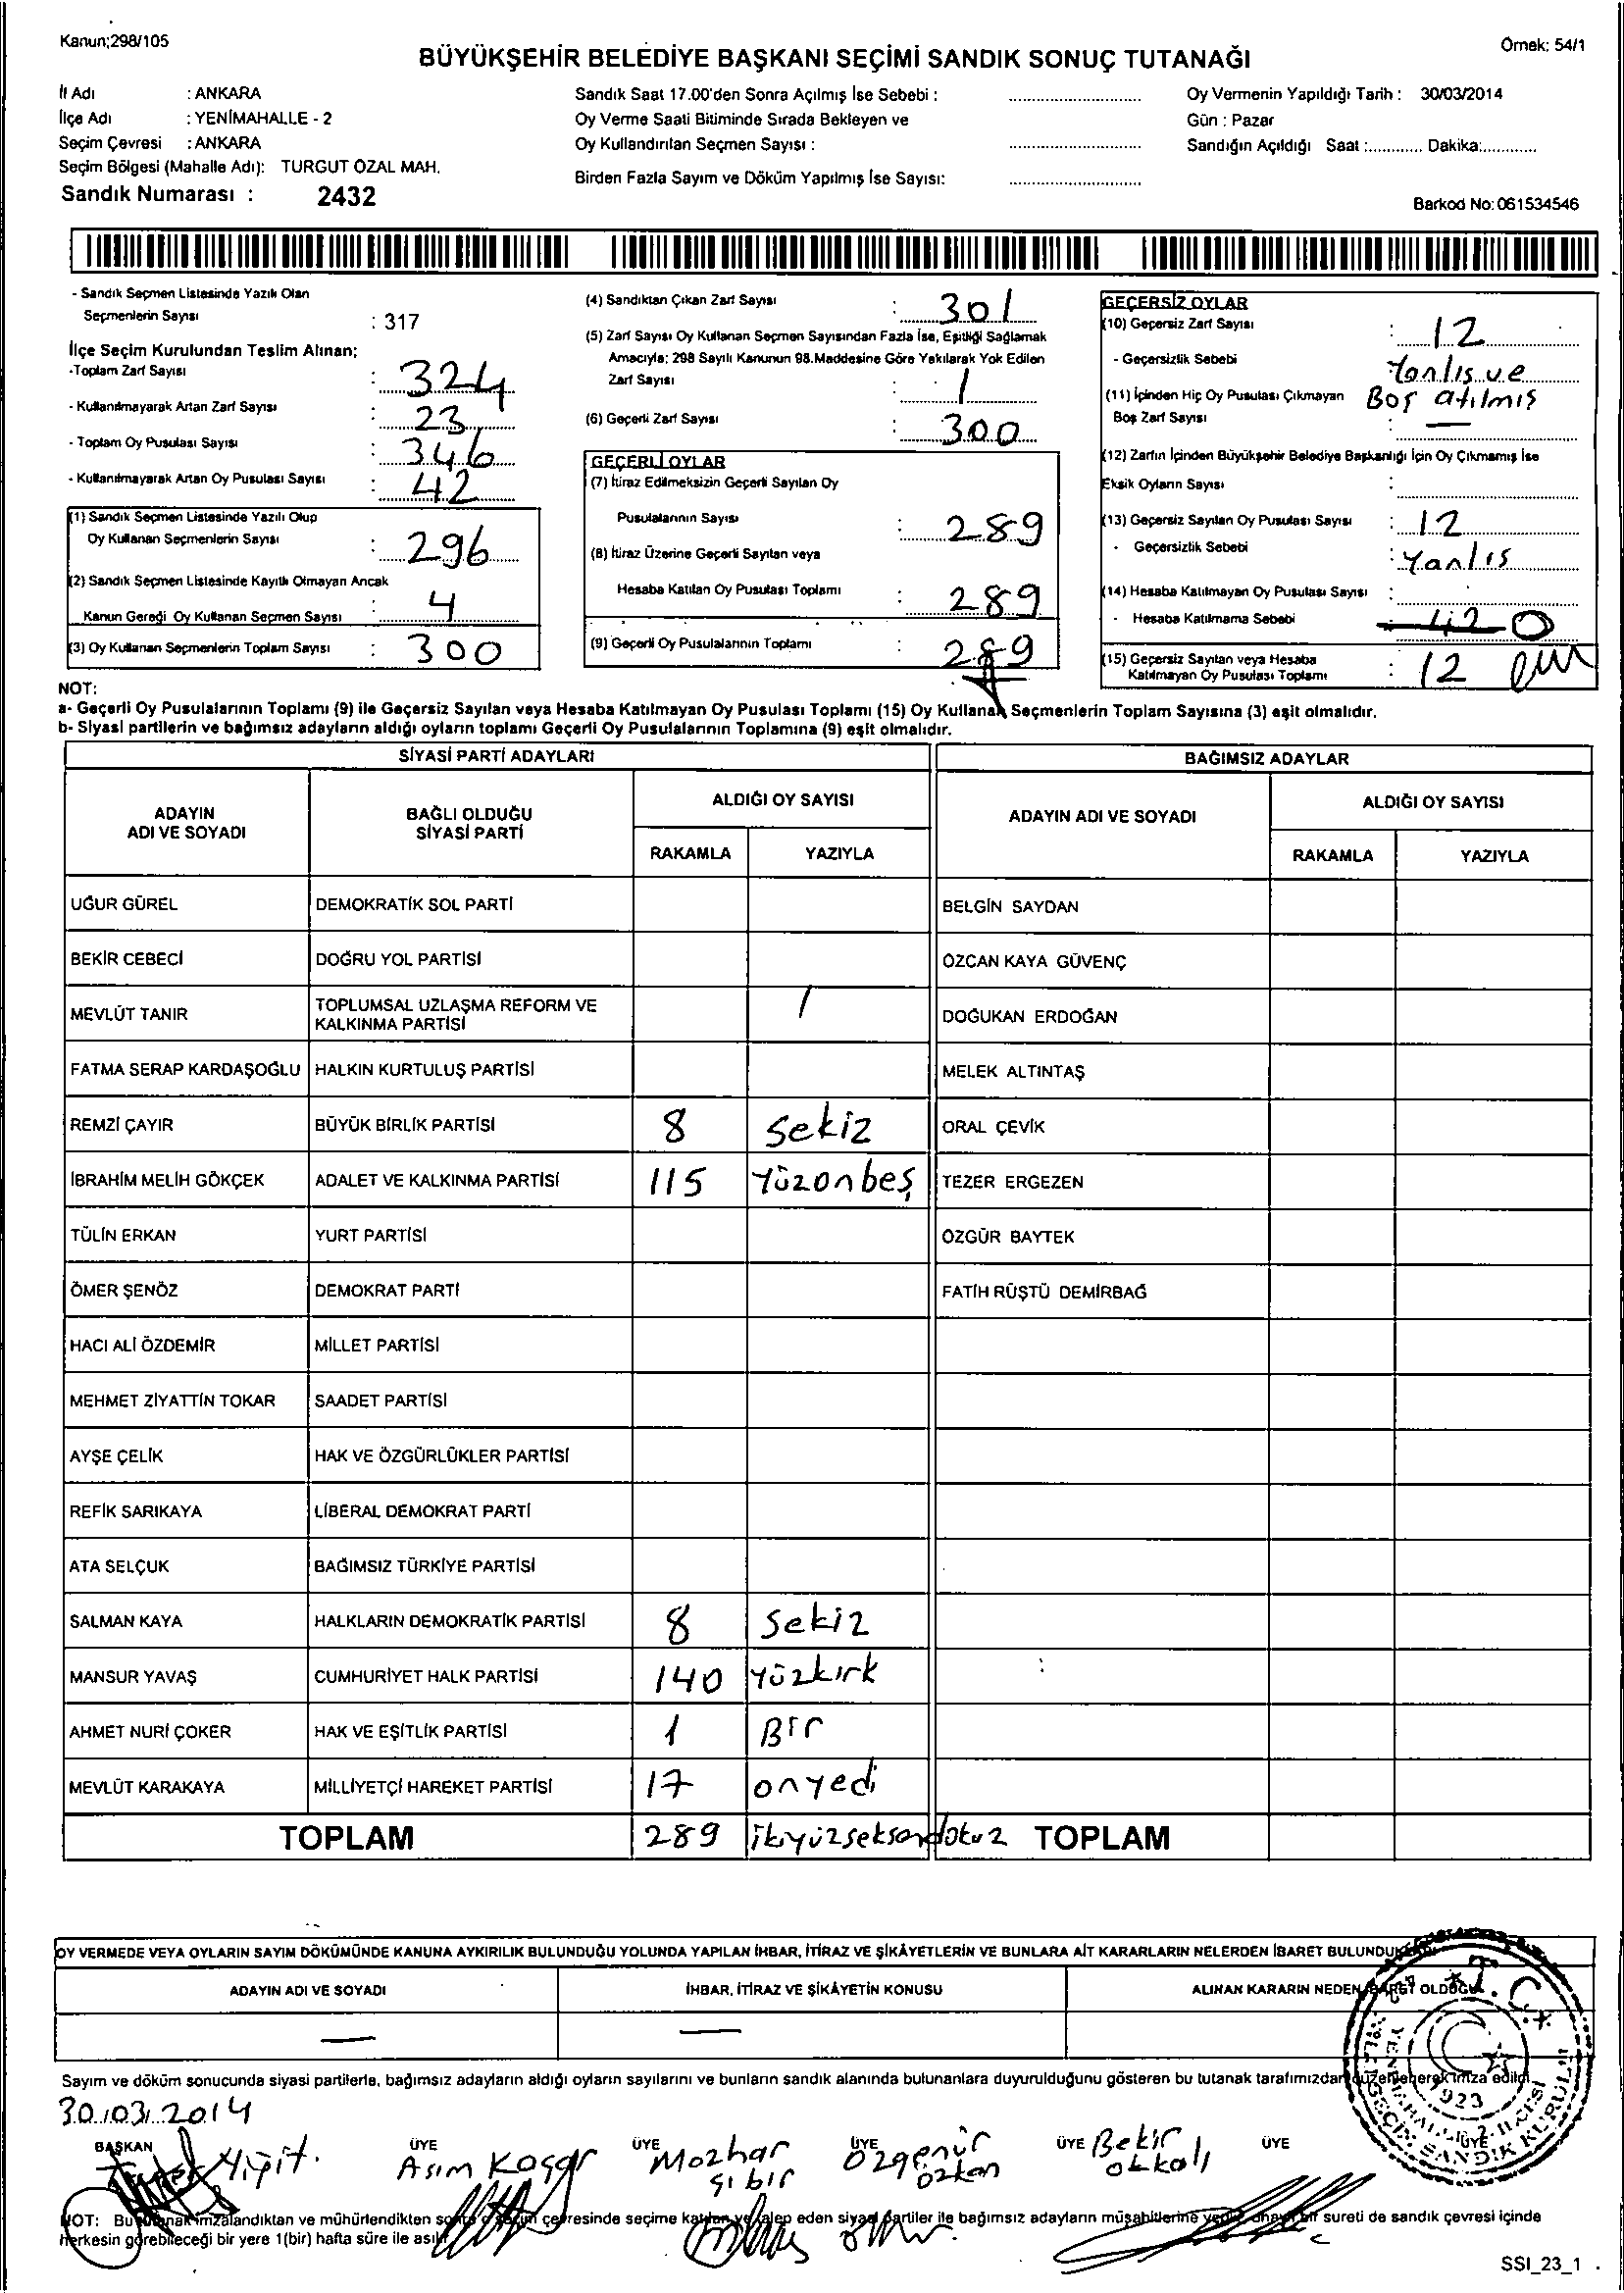 Kanun;298/105
Örnek: 54/1
BÜYÜKŞEHİR BELEDİYE BAŞKANI SEÇİMİ SANDIK SONUÇ TUTANAĞI
İl Adı : ANKARA
İlçe Adı : YENİMAHALLE - 2
Seçim Çevresi : ANKARA
Seçim Bölgesi (Mahalle Adı): TURGUT ÖZAL MAH.
Sandık Numarası : 2432
Sandık Saat 17.00'den Sonra Açılmış İse Sebebi :
Oy Verme Saati Bitiminde Sırada Bekleyen ve
Oy Kullandırılan Seçmen Sayısı :
Birden Fazla Sayım ve Döküm Yapılmış İse Sayısı:
Oy Vermenin Yapıldığı Tarih : 30/03/2014
Gün : Pazar
Sandığın Açıldığı Saat :............ Dakika:............
Barkod No: 061534546
- Sandık Seçmen Listesinde Yazılı Olan
Seçmenlerin Sayısı : 317
İlçe Seçim Kurulundan Teslim Alınan;
-Toplam Zarf Sayısı : 324
- Kullanılmayarak Artan Zarf Sayısı : 23
- Toplam Oy Pusulası Sayısı : 346
- Kullanılmayarak Artan Oy Pusulası Sayısı : 42
(1) Sandık Seçmen Listesinde Yazılı Olup
Oy Kullanan Seçmenlerin Sayısı : 296
(2) Sandık Seçmen Listesinde Kayıtlı Olmayan Ancak
Kanun Gereği Oy Kullanan Seçmen Sayısı : 4
(3) Oy Kullanan Seçmenlerin Toplam Sayısı : 300
(4) Sandıktan Çıkan Zarf Sayısı : 301
(5) Zarf Sayısı Oy Kullanan Seçmen Sayısından Fazla İse, Eşitliği Sağlamak
Amacıyla; 298 Sayılı Kanunun 98.Maddesine Göre Yakılarak Yok Edilen
Zarf Sayısı : 1
(6) Geçerli Zarf Sayısı : 300
GEÇERLİ OYLAR
(7) İtiraz Edilmeksizin Geçerli Sayılan Oy
Pusulalarının Sayısı : 289
(8) İtiraz Üzerine Geçerli Sayılan veya
Hesaba Katılan Oy Pusulası Toplamı : 289
(9) Geçerli Oy Pusulalarının Toplamı : 289
GEÇERSİZ OYLAR
(10) Geçersiz Zarf Sayısı : 12
- Geçersizlik Sebebi Yanlış ve
(11) İçinden Hiç Oy Pusulası Çıkmayan Boş atılmış
Boş Zarf Sayısı : —
(12) Zarfın İçinden Büyükşehir Belediye Başkanlığı İçin Oy Çıkmamış İse
Eksik Oyların Sayısı :
(13) Geçersiz Sayılan Oy Pusulası Sayısı : 12
- Geçersizlik Sebebi : Yanlıs
(14) Hesaba Katılmayan Oy Pusulası Sayısı :
- Hesaba Katılmama Sebebi 42 0
(15) Geçersiz Sayılan veya Hesaba
Katılmayan Oy Pusulası Toplamı : 12
NOT:
a- Geçerli Oy Pusulalarının Toplamı (9) ile Geçersiz Sayılan veya Hesaba Katılmayan Oy Pusulası Toplamı (15) Oy Kullanan Seçmenlerin Toplam Sayısına (3) eşit olmalıdır.
b- Siyasi partilerin ve bağımsız adayların aldığı oyların toplamı Geçerli Oy Pusulalarının Toplamına (9) eşit olmalıdır.
SİYASİ PARTİ ADAYLARI
BAĞIMSIZ ADAYLAR
ADAYIN ADI VE SOYADI
BAĞLI OLDUĞU SİYASİ PARTİ
ALDIĞI OY SAYISI
RAKAMLA YAZIYLA
ADAYIN ADI VE SOYADI
ALDIĞI OY SAYISI
RAKAMLA YAZIYLA
UĞUR GÜREL DEMOKRATİK SOL PARTİ BELGİN SAYDAN
BEKİR CEBECİ DOĞRU YOL PARTİSİ ÖZCAN KAYA GÜVENÇ
MEVLÜT TANIR TOPLUMSAL UZLAŞMA REFORM VE KALKINMA PARTİSİ / DOĞUKAN ERDOĞAN
FATMA SERAP KARDAŞOĞLU HALKIN KURTULUŞ PARTİSİ MELEK ALTINTAŞ
REMZİ ÇAYIR BÜYÜK BİRLİK PARTİSİ 8 Sekiz ORAL ÇEVİK
İBRAHİM MELİH GÖKÇEK ADALET VE KALKINMA PARTİSİ 115 Yüzonbeş TEZER ERGEZEN
TÜLİN ERKAN YURT PARTİSİ ÖZGÜR BAYTEK
ÖMER ŞENÖZ DEMOKRAT PARTİ FATİH RÜŞTÜ DEMİRBAĞ
HACI ALİ ÖZDEMİR MİLLET PARTİSİ
MEHMET ZİYATTİN TOKAR SAADET PARTİSİ
AYŞE ÇELİK HAK VE ÖZGÜRLÜKLER PARTİSİ
REFİK SARIKAYA LİBERAL DEMOKRAT PARTİ
ATA SELÇUK BAĞIMSIZ TÜRKİYE PARTİSİ
SALMAN KAYA HALKLARIN DEMOKRATİK PARTİSİ 8 Sekiz
MANSUR YAVAŞ CUMHURİYET HALK PARTİSİ 140 Yüzkırk
AHMET NURİ ÇOKER HAK VE EŞİTLİK PARTİSİ 1 Bir
MEVLÜT KARAKAYA MİLLİYETÇİ HAREKET PARTİSİ 17 onyedi
TOPLAM 289 ikiyüzseksendokuz TOPLAM
OY VERMEDE VEYA OYLARIN SAYIM DÖKÜMÜNDE KANUNA AYKIRILIK BULUNDUĞU YOLUNDA YAPILAN İHBAR, İTİRAZ VE ŞİKÂYETLERİN VE BUNLARA AİT KARARLARIN NELERDEN İBARET BULUNDUKLARI
ADAYIN ADI VE SOYADI İHBAR, İTİRAZ VE ŞİKÂYETİN KONUSU ALINAN KARARIN NEDEN İBARET OLDUĞU
— —
T.C.
1923
YENİMAHALLE 2. İLÇESİ
SEÇİM SANDIK KURULU
Sayım ve döküm sonucunda siyasi partilerle, bağımsız adayların aldığı oyların sayılarını ve bunların sandık alanında bulunanlara duyurulduğunu gösteren bu tutanak tarafımızdan düzenlenerek imza edildi.
30.03.2014
BAŞKAN ÜYE ÜYE ÜYE ÜYE ÜYE ÜYE
Yiğit. Asım Koşar Mazhar Özgenür Özkan Bekir
NOT: Bu tutanak imzalandıktan ve mühürlendikten sonra o seçim çevresinde seçime katılan ve talep eden siyasi partiler ile bağımsız adayların müşahitlerine verilir, onaylı bir sureti de sandık çevresi içinde
herkesin görebileceği bir yere 1(bir) hafta süre ile asılır.
SSI_23_1